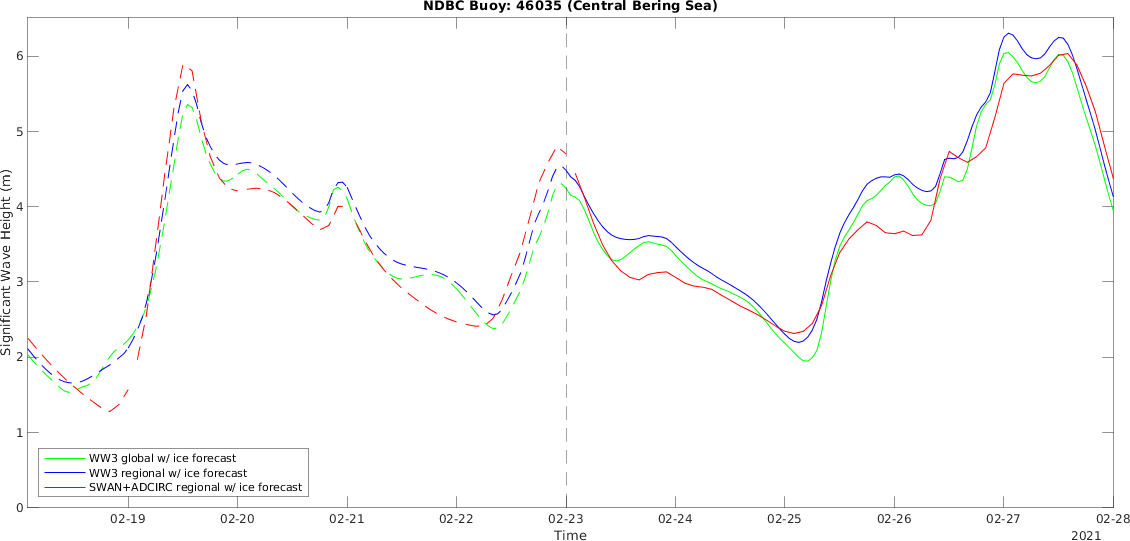 NDBC Buoy: 46035 (Central Bering Sea)
Significant Wave Height (m)
6
5
4
3
2
1
0
WW3 global w/ ice forecast
WW3 regional w/ ice forecast
SWAN+ADCIRC regional w/ ice forecast
02-19 02-20 02-21 02-22 02-23 02-24 02-25 02-26 02-27 02-28
Time
2021